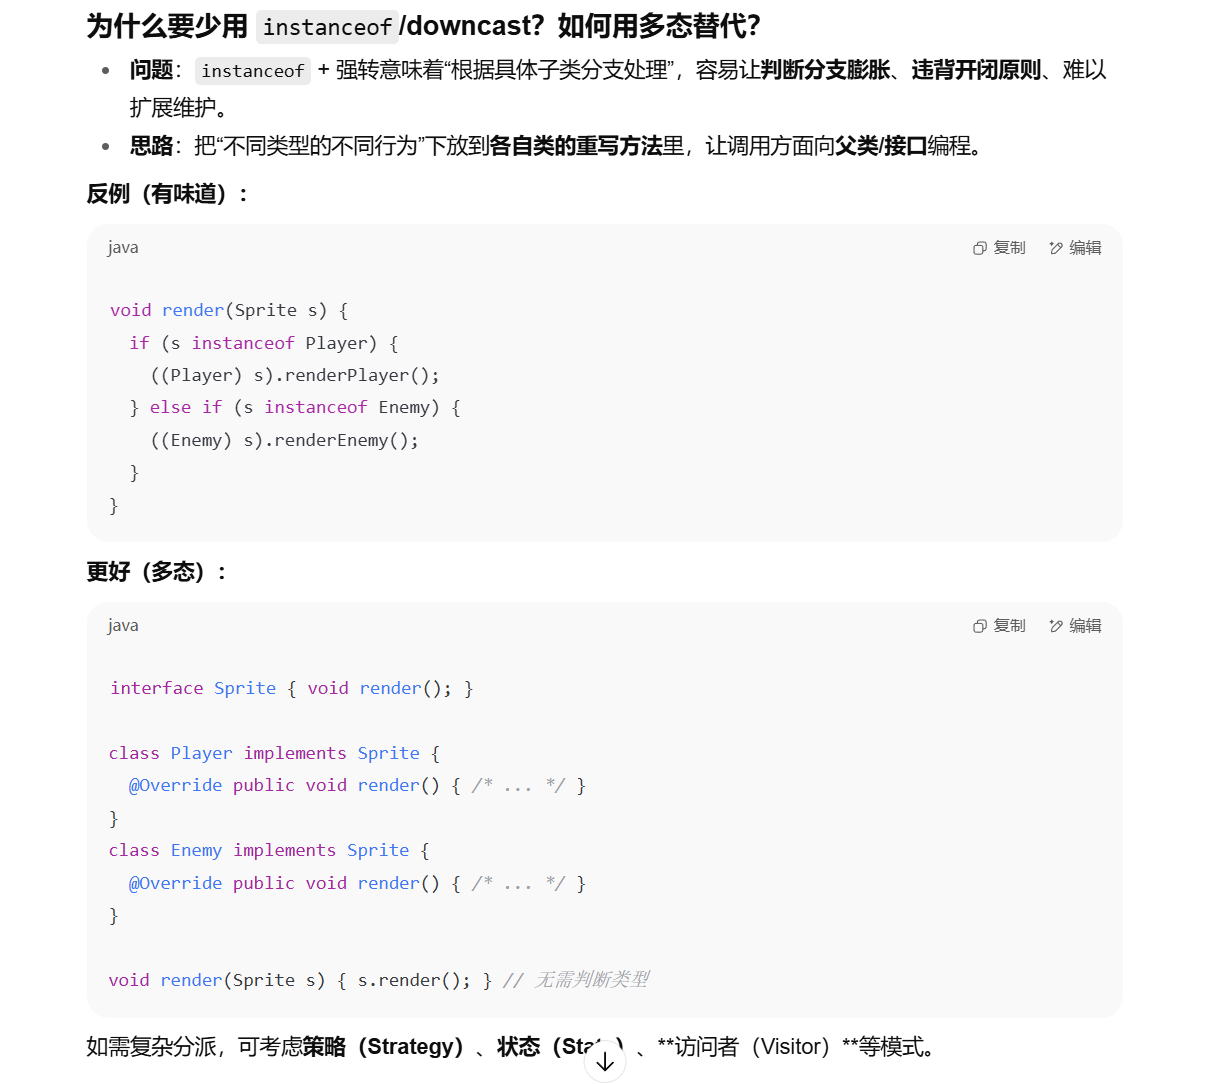 为什么要少用 instanceof/downcast？如何用多态替代？
• 问题：instanceof + 强转意味着“根据具体子类分支处理”，容易让判断分支膨胀、违背开闭原则、难以
扩展维护。
• 思路：把“不同类型的不同行为”下放到各自类的重写方法里，让调用方面向父类/接口编程。
反例（有味道）：
java 复制 编辑
void render(Sprite s) {
  if (s instanceof Player) {
    ((Player) s).renderPlayer();
  } else if (s instanceof Enemy) {
    ((Enemy) s).renderEnemy();
  }
}
更好（多态）：
java 复制 编辑
interface Sprite { void render(); }
class Player implements Sprite {
  @Override public void render() { /* ... */ }
}
class Enemy implements Sprite {
  @Override public void render() { /* ... */ }
}
void render(Sprite s) { s.render(); } // 无需判断类型
如需复杂分派，可考虑策略（Strategy）、状态（、**访问者（Visitor）**等模式。